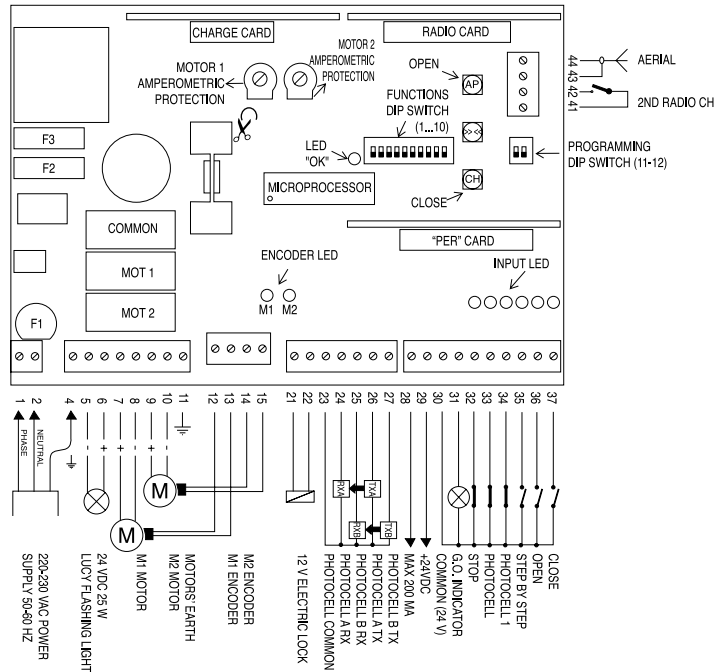 CHARGE CARD
RADIO CARD
MOTOR 1
AMPEROMETRIC
PROTECTION
MOTOR 2
AMPEROMETRIC
PROTECTION
OPEN
AP
>><<
CH
CLOSE
FUNCTIONS
DIP SWITCH
(1...10)
LED
"OK"
MICROPROCESSOR
44
43
42
41
AERIAL
2ND RADIO CH
PROGRAMMING
DIP SWITCH (11-12)
F3
F2
COMMON
MOT 1
MOT 2
F1
"PER" CARD
ENCODER LED
M1
M2
INPUT LED
1
2
4
5
6
7
8
9
10
11
12
13
14
15
21
22
23
24
25
26
27
28
29
30
31
32
33
34
35
36
37
PHASE
NEUTRAL
-
+
+
-
+
-
M
M
RXA
TXA
RXB
TXB
220-230 VAC POWER
SUPPLY 50-60 HZ
24 VDC 25 W
LUCY FLASHING LIGHT
M1 MOTOR
MOTORS' EARTH
M2 MOTOR
M2 ENCODER
M1 ENCODER
12 V ELECTRIC LOCK
PHOTOCELL B TX
PHOTOCELL A TX
PHOTOCELL B RX
PHOTOCELL A RX
PHOTOCELL COMMON
+24VDC
MAX 200 MA
CLOSE
OPEN
STEP BY STEP
PHOTOCELL 1
PHOTOCELL
STOP
G.O. INDICATOR
COMMON (24 V)